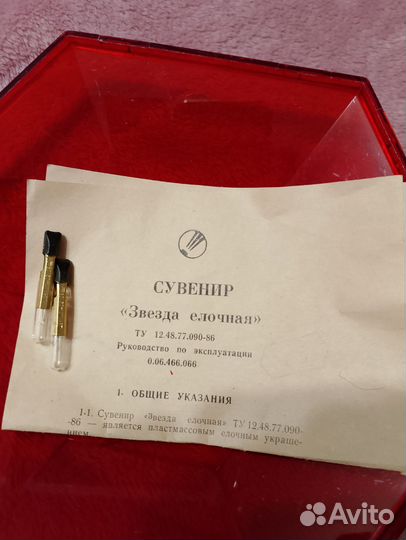 СУВЕНИР
«Звезда елочная»
ТУ 12.48.77.090-86
Руководство по эксплуатации
0.06.466.066
1- ОБЩИЕ УКАЗАНИЯ
1-1. Сувенир «Звезда елочная» ТУ 12.48.77.090-
-86 — является пластмассовым елочным украше-
нием
Avito